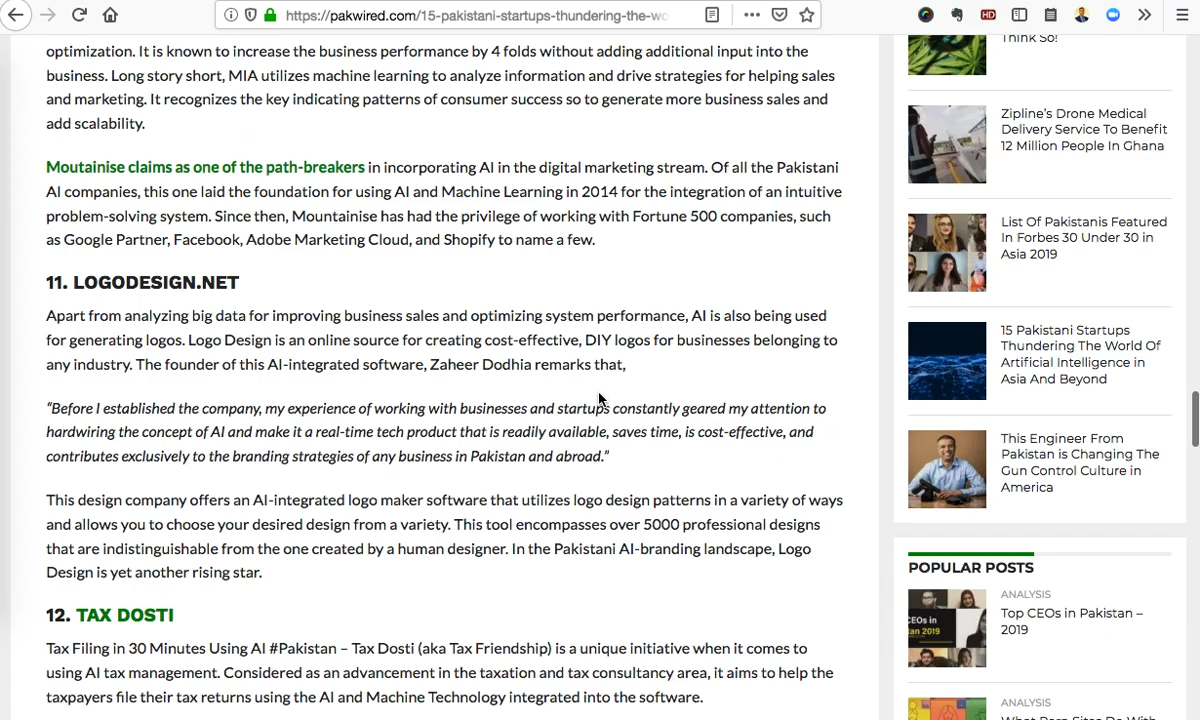 https://pakwired.com/15-pakistani-startups-thundering-the-wo
HD
optimization. It is known to increase the business performance by 4 folds without adding additional input into the
business. Long story short, MIA utilizes machine learning to analyze information and drive strategies for helping sales
and marketing. It recognizes the key indicating patterns of consumer success so to generate more business sales and
add scalability.
Moutainise claims as one of the path-breakers in incorporating AI in the digital marketing stream. Of all the Pakistani
AI companies, this one laid the foundation for using AI and Machine Learning in 2014 for the integration of an intuitive
problem-solving system. Since then, Mountainise has had the privilege of working with Fortune 500 companies, such
as Google Partner, Facebook, Adobe Marketing Cloud, and Shopify to name a few.
11. LOGODESIGN.NET
Apart from analyzing big data for improving business sales and optimizing system performance, AI is also being used
for generating logos. Logo Design is an online source for creating cost-effective, DIY logos for businesses belonging to
any industry. The founder of this AI-integrated software, Zaheer Dodhia remarks that,
“Before I established the company, my experience of working with businesses and startups constantly geared my attention to
hardwiring the concept of AI and make it a real-time tech product that is readily available, saves time, is cost-effective, and
contributes exclusively to the branding strategies of any business in Pakistan and abroad.”
This design company offers an AI-integrated logo maker software that utilizes logo design patterns in a variety of ways
and allows you to choose your desired design from a variety. This tool encompasses over 5000 professional designs
that are indistinguishable from the one created by a human designer. In the Pakistani AI-branding landscape, Logo
Design is yet another rising star.
12. TAX DOSTI
Tax Filing in 30 Minutes Using AI #Pakistan – Tax Dosti (aka Tax Friendship) is a unique initiative when it comes to
using AI tax management. Considered as an advancement in the taxation and tax consultancy area, it aims to help the
taxpayers file their tax returns using the AI and Machine Technology integrated into the software.
Think So!
Zipline’s Drone Medical
Delivery Service To Benefit
12 Million People In Ghana
List Of Pakistanis Featured
In Forbes 30 Under 30 in
Asia 2019
15 Pakistani Startups
Thundering The World Of
Artificial Intelligence in
Asia And Beyond
This Engineer From
Pakistan is Changing The
Gun Control Culture in
America
POPULAR POSTS
CEOs in
an 2019
ANALYSIS
Top CEOs in Pakistan –
2019
ANALYSIS
What Porn Sites Do With